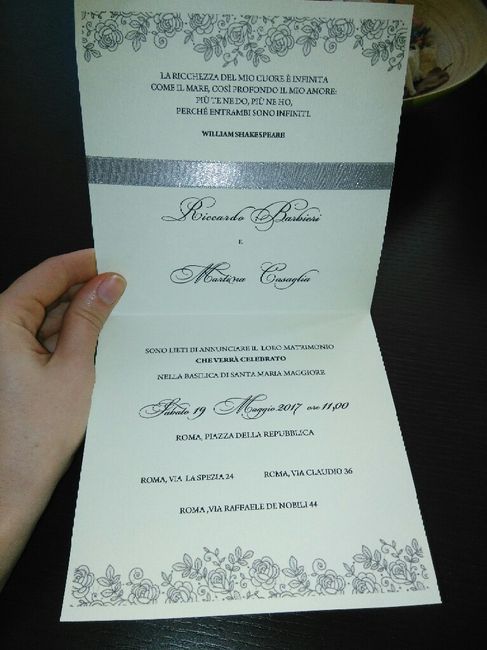 LA RICCHEZZA DEL MIO CUORE È INFINITA
COME IL MARE, COSÌ PROFONDO IL MIO AMORE:
PIÙ TE NE DO, PIÙ NE HO,
PERCHÉ ENTRAMBI SONO INFINITI.
WILLIAM SHAKESPEARE
Riccardo Barbieri
E
Martina Casaglia
SONO LIETI DI ANNUNCIARE IL LORO MATRIMONIO
CHE VERRÀ CELEBRATO
NELLA BASILICA DI SANTA MARIA MAGGIORE
Sabato 19 Maggio 2017 ore 11,00
ROMA, PIAZZA DELLA REPUBBLICA
ROMA, VIA LA SPEZIA 24 ROMA, VIA CLAUDIO 36
ROMA ,VIA RAFFAELE DE NOBILI 44